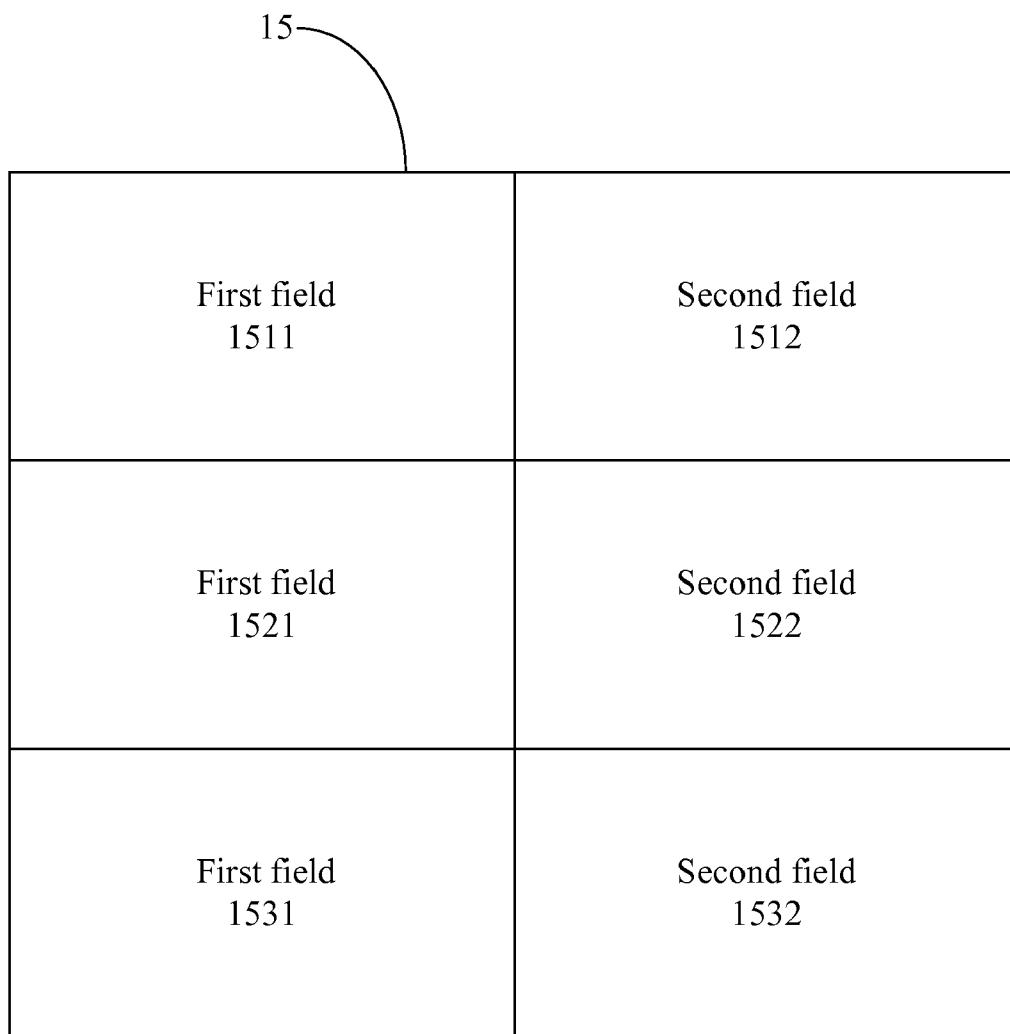 15
First field
1511
Second field
1512
First field
1521
Second field
1522
First field
1531
Second field
1532